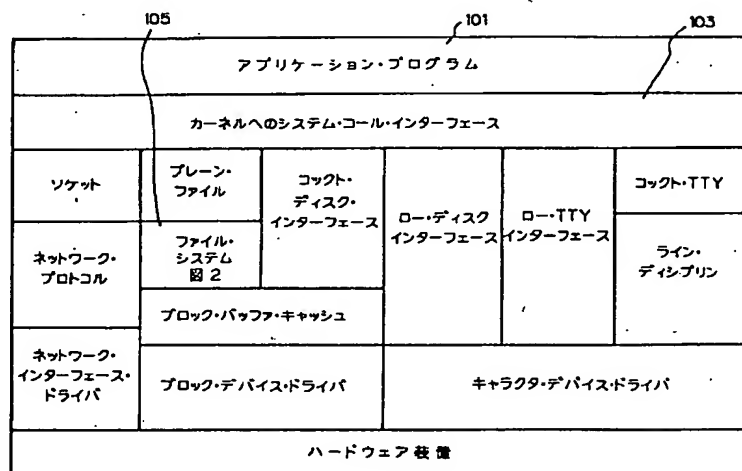 105
101
103
アプリケーション・プログラム
カーネルへのシステム・コール・インターフェース
ソケット
プレーン・
ファイル
コックト・
ディスク・
インターフェース
ロー・ディスク
インターフェース
ロー・TTY
インターフェース
コックト・TTY
ネットワーク・
プロトコル
ファイル・
システム
図2
ライン・
ディシプリン
ブロック・バッファ・キャッシュ
ネットワーク・
インターフェース・
ドライバ
ブロック・デバイス・ドライバ
キャラクタ・デバイス・ドライバ
ハードウェア装備